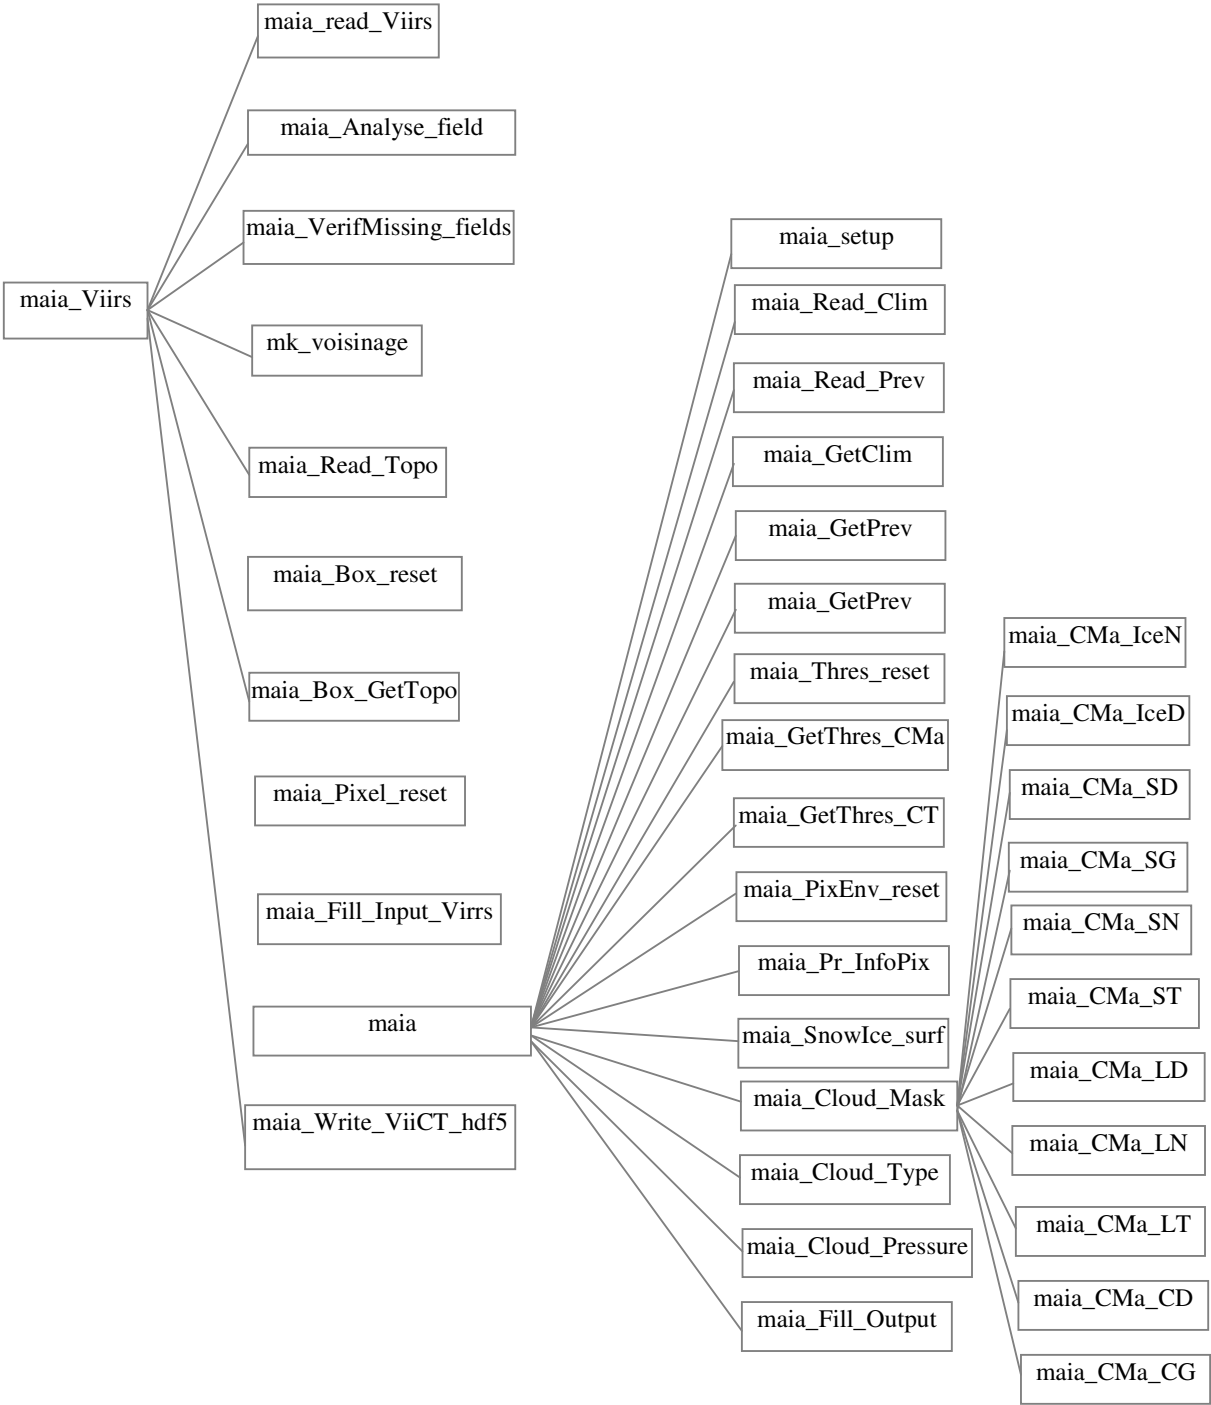 maia_Viirs
maia_read_Viirs
maia_Analyse_field
maia_VerifMissing_fields
mk_voisinage
maia_Read_Topo
maia_Box_reset
maia_Box_GetTopo
maia_Pixel_reset
maia_Fill_Input_Virrs
maia
maia_Write_ViiCT_hdf5
maia_setup
maia_Read_Clim
maia_Read_Prev
maia_GetClim
maia_GetPrev
maia_GetPrev
maia_Thres_reset
maia_GetThres_CMa
maia_GetThres_CT
maia_PixEnv_reset
maia_Pr_InfoPix
maia_SnowIce_surf
maia_Cloud_Mask
maia_Cloud_Type
maia_Cloud_Pressure
maia_Fill_Output
maia_CMa_IceN
maia_CMa_IceD
maia_CMa_SD
maia_CMa_SG
maia_CMa_SN
maia_CMa_ST
maia_CMa_LD
maia_CMa_LN
maia_CMa_LT
maia_CMa_CD
maia_CMa_CG